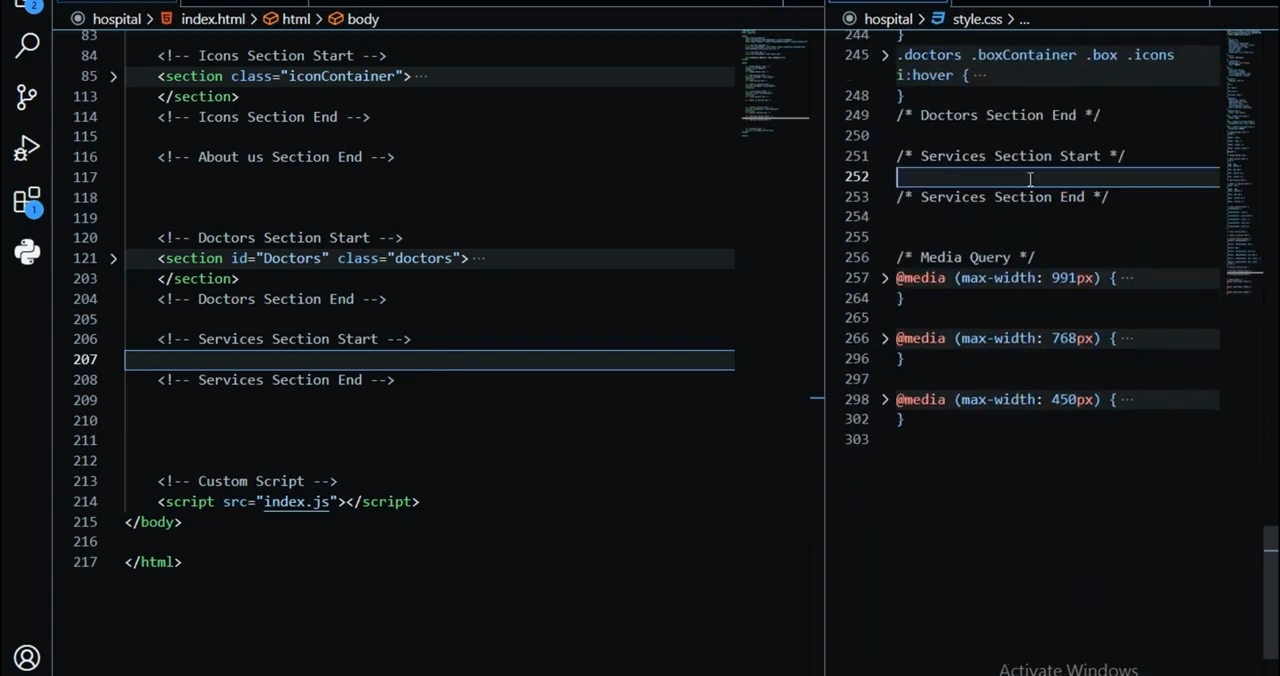 2
hospital > index.html > html > body
83
84 <!-- Icons Section Start -->
85 <section class="iconContainer"> ···
113 </section>
114 <!-- Icons Section End -->
115
116 <!-- About us Section End -->
117
118
119
120 <!-- Doctors Section Start -->
121 <section id="Doctors" class="doctors"> ···
203 </section>
204 <!-- Doctors Section End -->
205
206 <!-- Services Section Start -->
207
208 <!-- Services Section End -->
209
210
211
212
213 <!-- Custom Script -->
214 <script src="index.js"></script>
215 </body>
216
217 </html>
1
hospital > style.css > ...
244 }
245 .doctors .boxContainer .box .icons
i:hover { ···
248 }
249 /* Doctors Section End */
250
251 /* Services Section Start */
252
253 /* Services Section End */
254
255
256 /* Media Query */
257 @media (max-width: 991px) { ···
264 }
265
266 @media (max-width: 768px) { ···
296 }
297
298 @media (max-width: 450px) { ···
302 }
303
Activate Windows